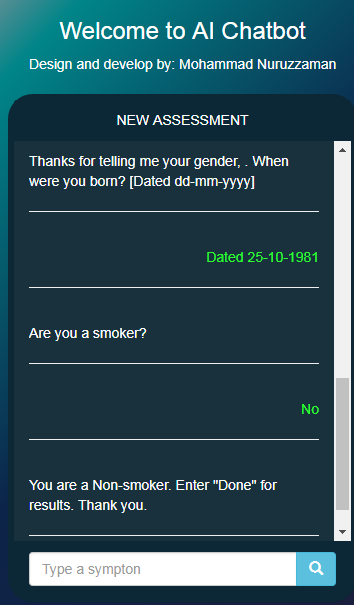 Welcome to AI Chatbot
Design and develop by: Mohammad Nuruzzaman
NEW ASSESSMENT
Thanks for telling me your gender, . When
were you born? [Dated dd-mm-yyyy]
Dated 25-10-1981
Are you a smoker?
No
You are a Non-smoker. Enter "Done" for
results. Thank you.
Type a sympton